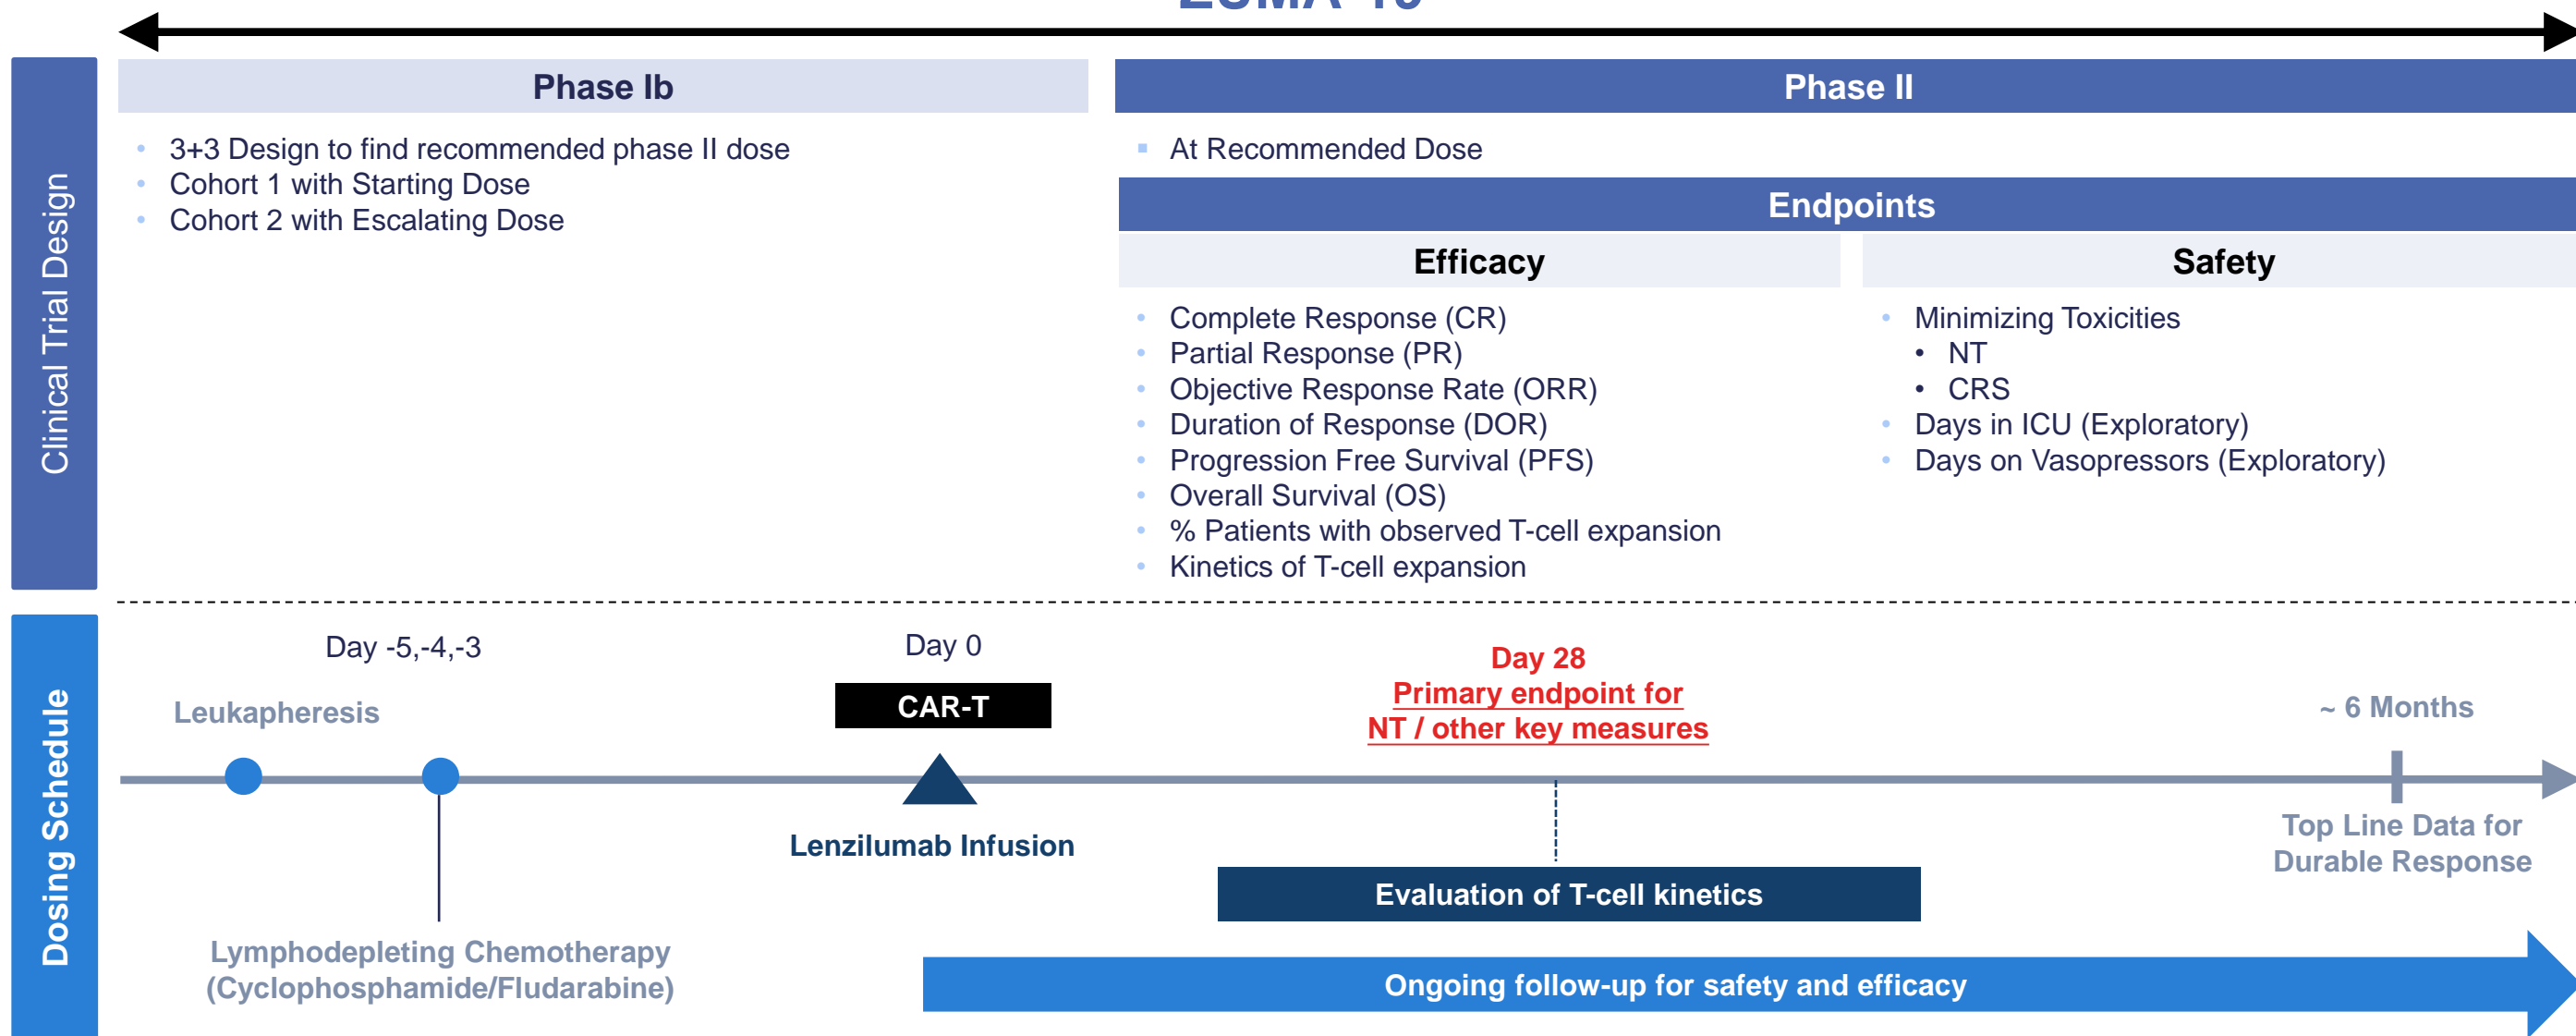 Phase Ib
Phase II
Clinical Trial Design
3+3 Design to find recommended phase II dose
Cohort 1 with Starting Dose
Cohort 2 with Escalating Dose
At Recommended Dose
Endpoints
Efficacy
Safety
Complete Response (CR)
Partial Response (PR)
Objective Response Rate (ORR)
Duration of Response (DOR)
Progression Free Survival (PFS)
Overall Survival (OS)
% Patients with observed T-cell expansion
Kinetics of T-cell expansion
Minimizing Toxicities
NT
CRS
Days in ICU (Exploratory)
Days on Vasopressors (Exploratory)
Dosing Schedule
Day -5,-4,-3
Leukapheresis
Lymphodepleting Chemotherapy
(Cyclophosphamide/Fludarabine)
Day 0
CAR-T
Lenzilumab Infusion
Day 28
Primary endpoint for
NT / other key measures
Evaluation of T-cell kinetics
~ 6 Months
Top Line Data for
Durable Response
Ongoing follow-up for safety and efficacy